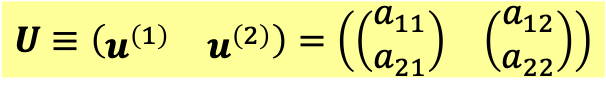 U ≡ (u⁽¹⁾ u⁽²⁾) = ((a₁₁ a₂₁) (a₁₂ a₂₂))